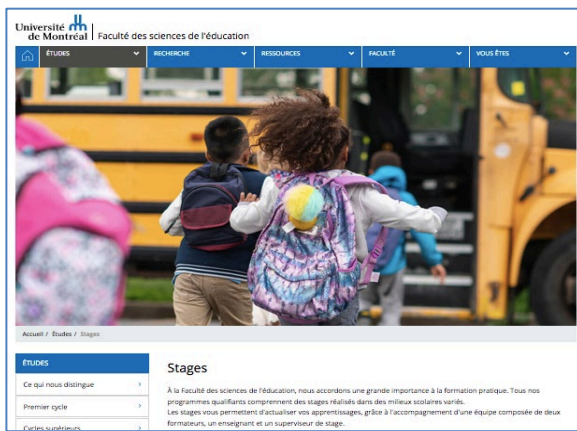 Université
de Montréal
Faculté des sciences de l'éducation
ÉTUDES
RECHERCHE
RESSOURCES
FACULTÉ
VOUS ÊTES
Accueil / Études / Stages
ÉTUDES
Ce qui nous distingue
Premier cycle
Cycles supérieurs
Stages
À la Faculté des sciences de l'éducation, nous accordons une grande importance à la formation pratique. Tous nos
programmes qualifiants comprennent des stages réalisés dans des milieux scolaires variés.
Les stages vous permettent d'actualiser vos apprentissages, grâce à l'accompagnement d'une équipe composée de deux
formateurs, un enseignant et un superviseur de stage.